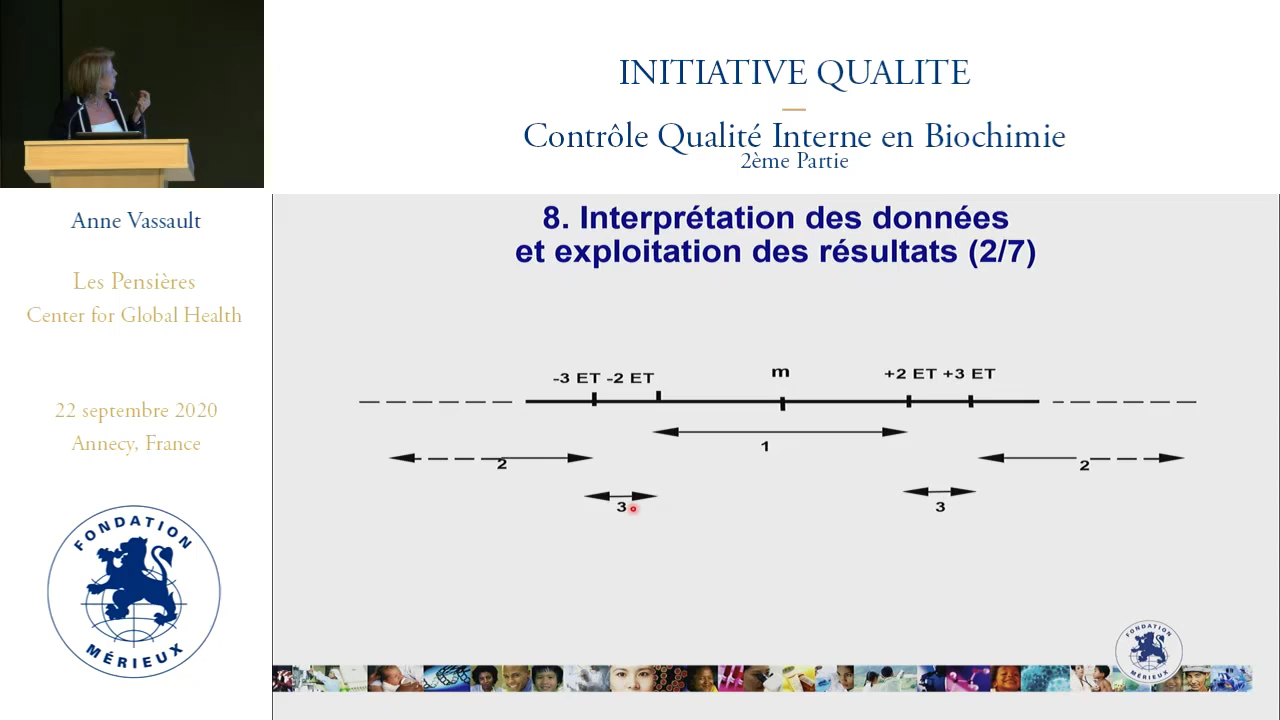 INITIATIVE QUALITE
Contrôle Qualité Interne en Biochimie
2ème Partie
Anne Vassault
Les Pensières
Center for Global Health
22 septembre 2020
Annecy, France
FONDATION
MÉRIEUX
8. Interprétation des données
et exploitation des résultats (2/7)
-3 ET -2 ET
m
+2 ET +3 ET
1
2
2
3
3
FONDATION
MÉRIEUX